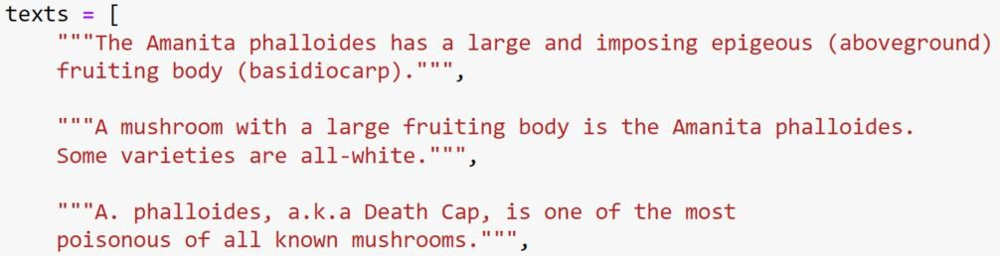 texts = [
"""The Amanita phalloides has a large and imposing epigeous (aboveground)
fruiting body (basidiocarp).""",
"""A mushroom with a large fruiting body is the Amanita phalloides.
Some varieties are all-white.""",
"""A. phalloides, a.k.a Death Cap, is one of the most
poisonous of all known mushrooms.""",